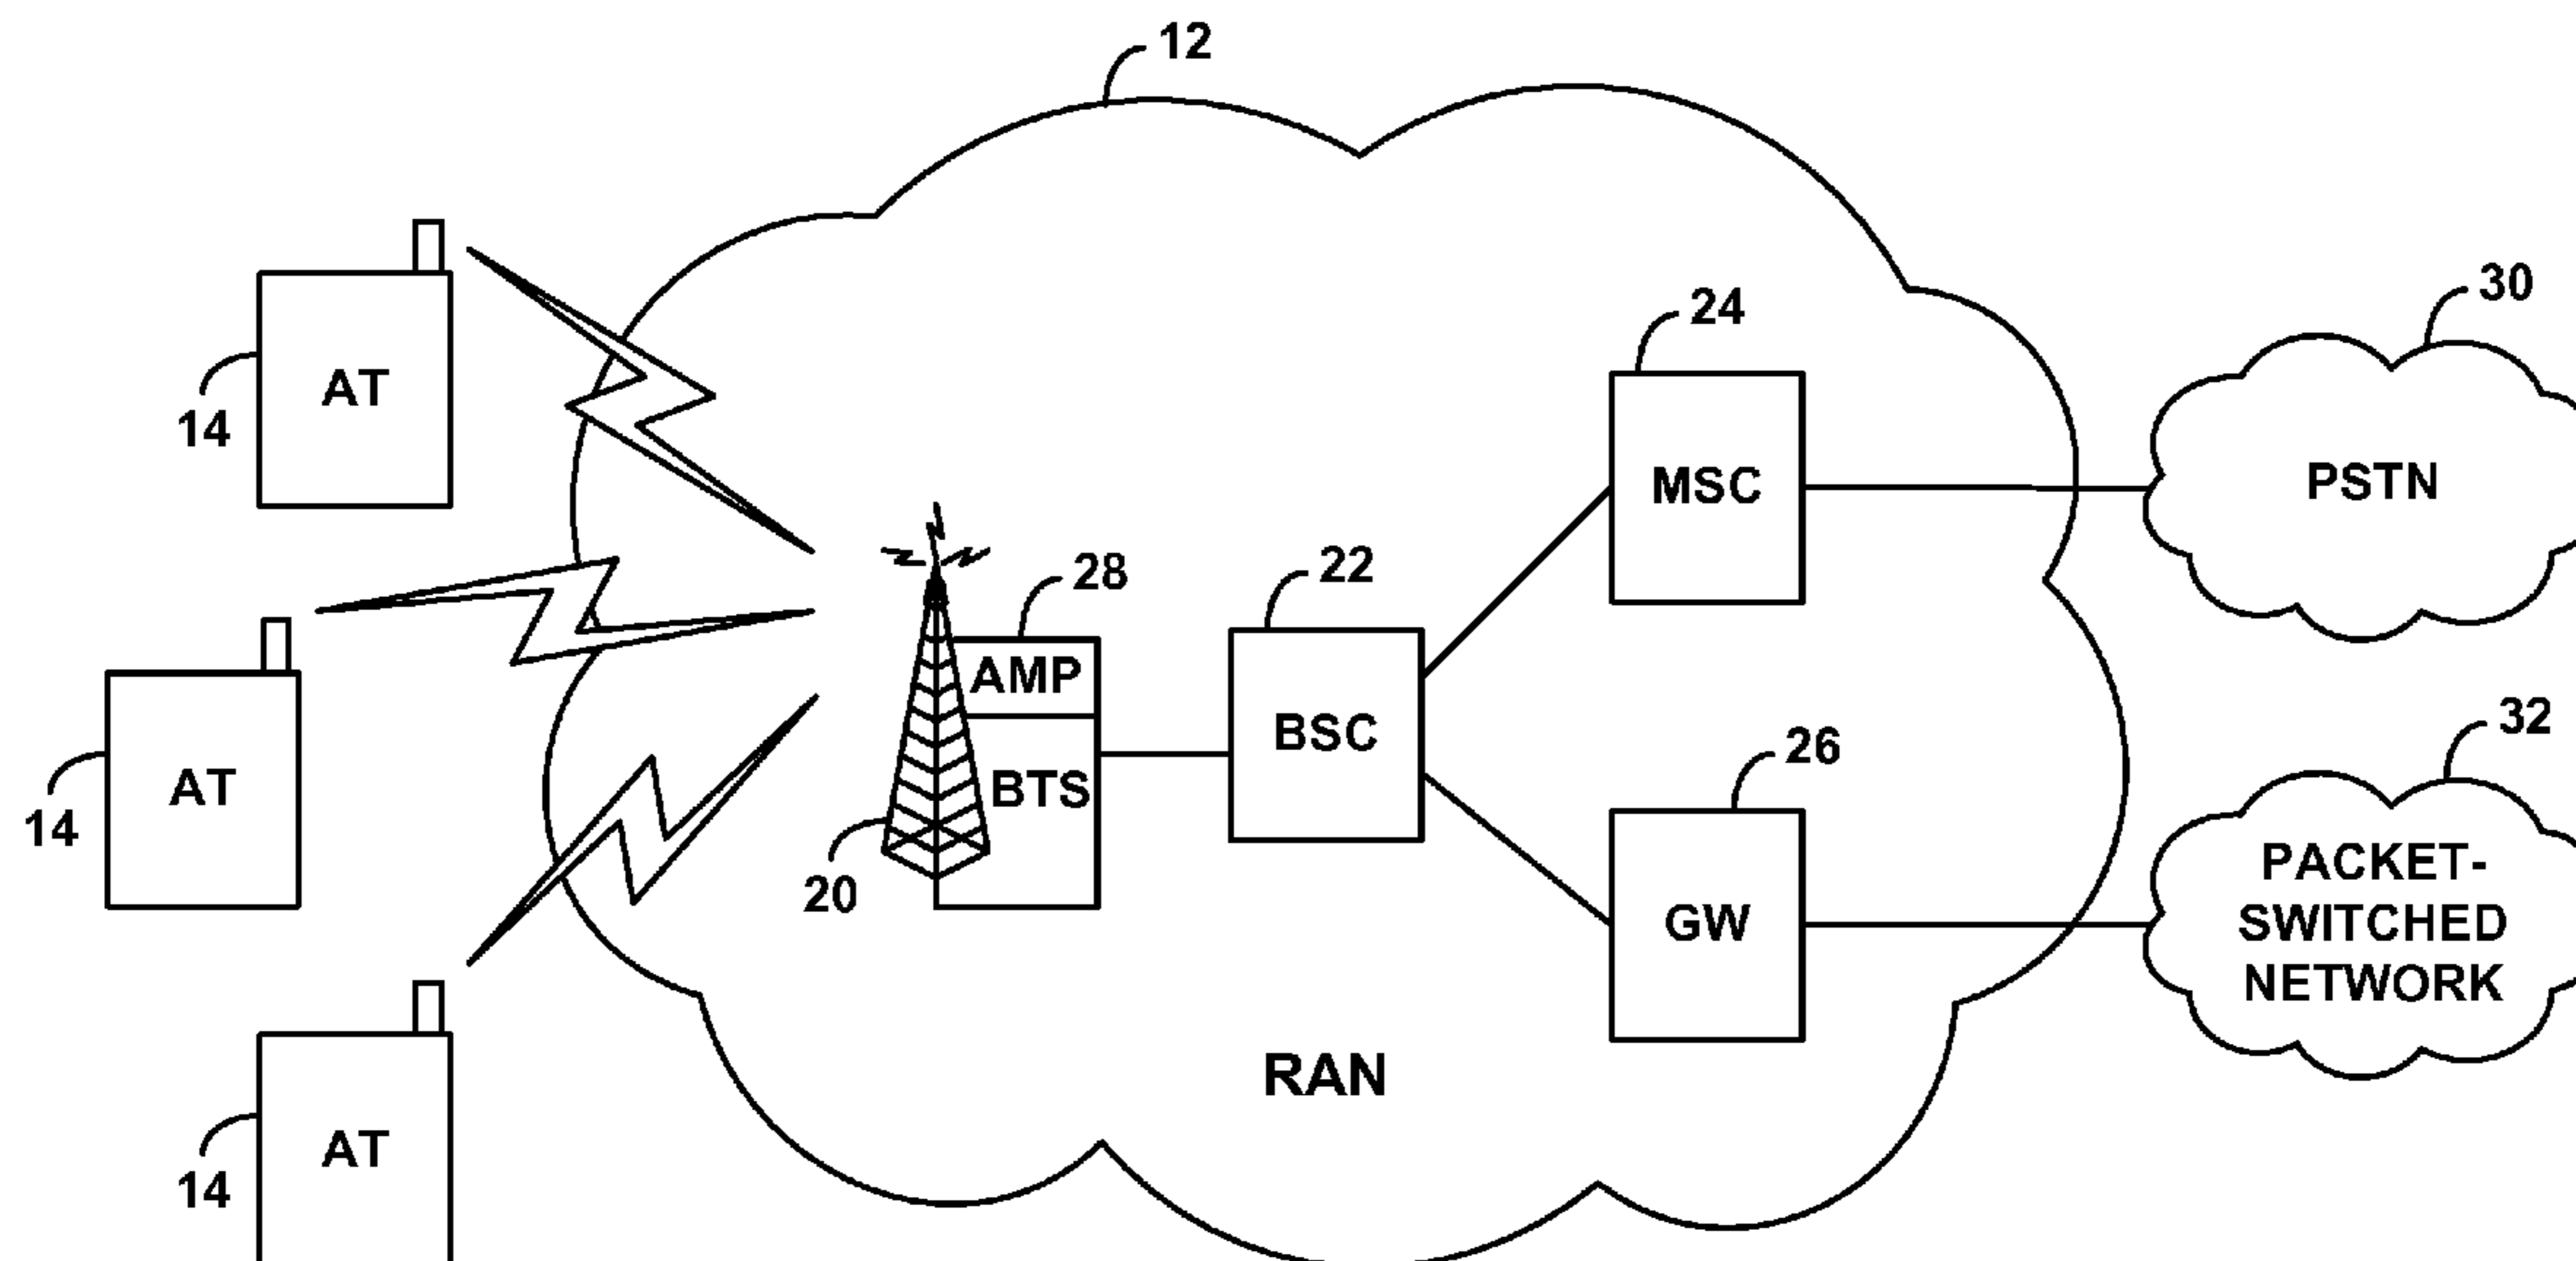 12
14
AT
24
MSC
30
PSTN
28
AMP
BTS
20
22
BSC
14
AT
26
GW
32
PACKET-
SWITCHED
NETWORK
RAN
14
AT